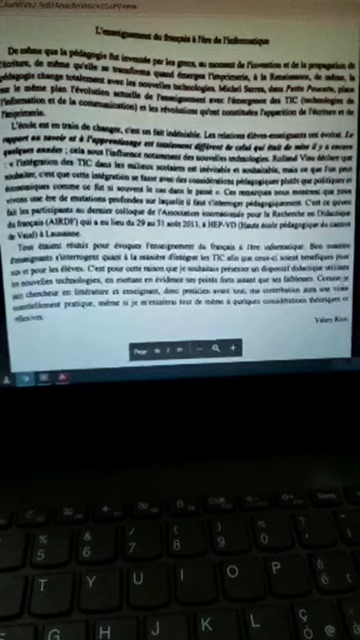 L'enseignement du français à l'ère de l'informatique
De même que la pédagogie fut inventée par les grecs, au moment de l'invention et de la propagation de
l'écriture, de même qu'elle se transforma quand émergea l'imprimerie, à la Renaissance, de même, la
pédagogie change totalement avec les nouvelles technologies. Michel Serres, dans Petite Poucette, place
sur le même plan l'évolution actuelle de l'enseignement avec l'émergence des TIC (technologies de
l'information et de la communication) et les révolutions qu'ont constituées l'apparition de l'écriture et de
l'imprimerie.
L'école est en train de changer, c'est un fait indéniable. Les relations élèves-enseignants ont évolué. Le
rapport au savoir et à l'apprentissage est totalement différent de celui qui était de mise il y a encore
quelques années ; cela sous l'influence notamment des nouvelles technologies. Rolland Viau déclare que
: « l'intégration des TIC dans les milieux scolaires est inévitable et souhaitable, mais ce que l'on peut
souhaiter, c'est que cette intégration se fasse avec des considérations pédagogiques plutôt que politiques et
économiques comme ce fut si souvent le cas dans le passé ». Ces remarques nous montrent que nous
vivons une ère de mutations profondes sur laquelle il faut s'interroger pédagogiquement. C'est ce qu'ont
fait les participants au dernier colloque de l'Association internationale pour la Recherche en Didactique
du français (AIRDF) qui a eu lieu du 29 au 31 août 2013, à HEP-VD (Haute école pédagogique du canton
de Vaud) à Lausanne.
Tous étaient réunis pour évoquer l'enseignement du français à l'ère informatique. Bon nombre
d'enseignants s'interrogent quant à la manière d'intégrer les TIC afin que ceux-ci soient bénéfiques pour
eux et pour les élèves. C'est pour cette raison que je souhaitais présenter un dispositif didactique utilisant
les nouvelles technologies, en mettant en évidence ses points forts autant que ses faiblesses. Comme je
suis chercheur en littérature et enseignant, donc praticien avant tout, ma contribution aura une visée
essentiellement pratique, même si je m'essaierai tout de même à quelques considérations théoriques et
réflexives.
Valéry Rion
Page
%
5
&
6
/
7
(
8
)
9
=
0
?
T
Y
U
I
O
P
è
G
H
J
K
L
ç
ò
@